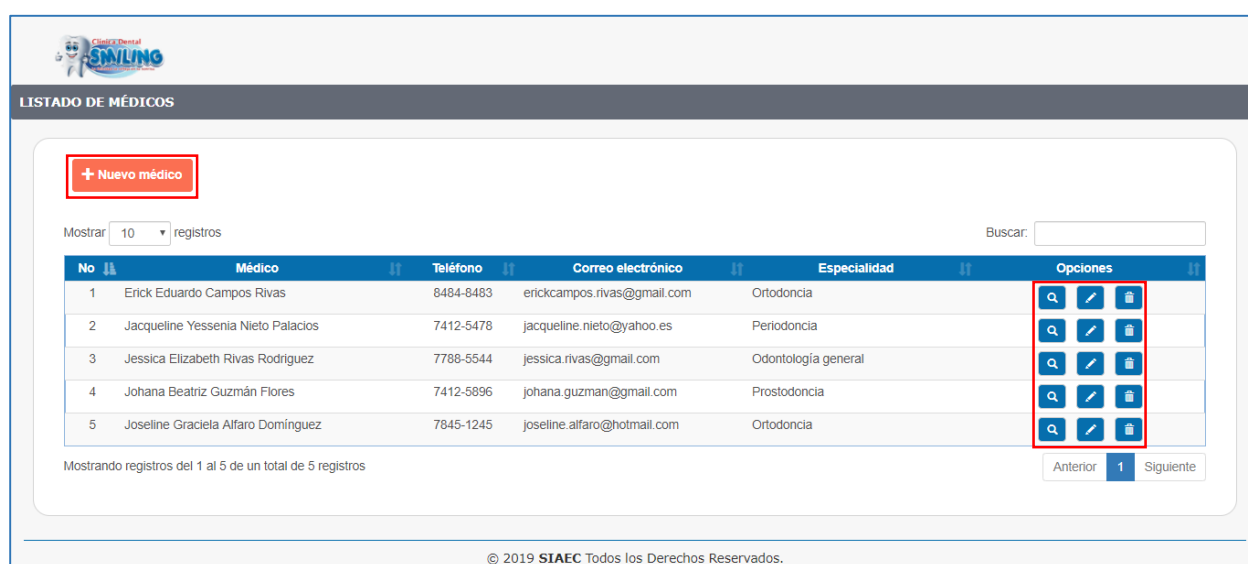 Clínica Dental
SMILING
LISTADO DE MÉDICOS
+ Nuevo médico
Mostrar 10 registros
Buscar:
No Médico Teléfono Correo electrónico Especialidad Opciones
1 Erick Eduardo Campos Rivas 8484-8483 erickcampos.rivas@gmail.com Ortodoncia
2 Jacqueline Yessenia Nieto Palacios 7412-5478 jacqueline.nieto@yahoo.es Periodoncia
3 Jessica Elizabeth Rivas Rodriguez 7788-5544 jessica.rivas@gmail.com Odontología general
4 Johana Beatriz Guzmán Flores 7412-5896 johana.guzman@gmail.com Prostodoncia
5 Joseline Graciela Alfaro Domínguez 7845-1245 joseline.alfaro@hotmail.com Ortodoncia
Mostrando registros del 1 al 5 de un total de 5 registros
Anterior 1 Siguiente
© 2019 SIAEC Todos los Derechos Reservados.